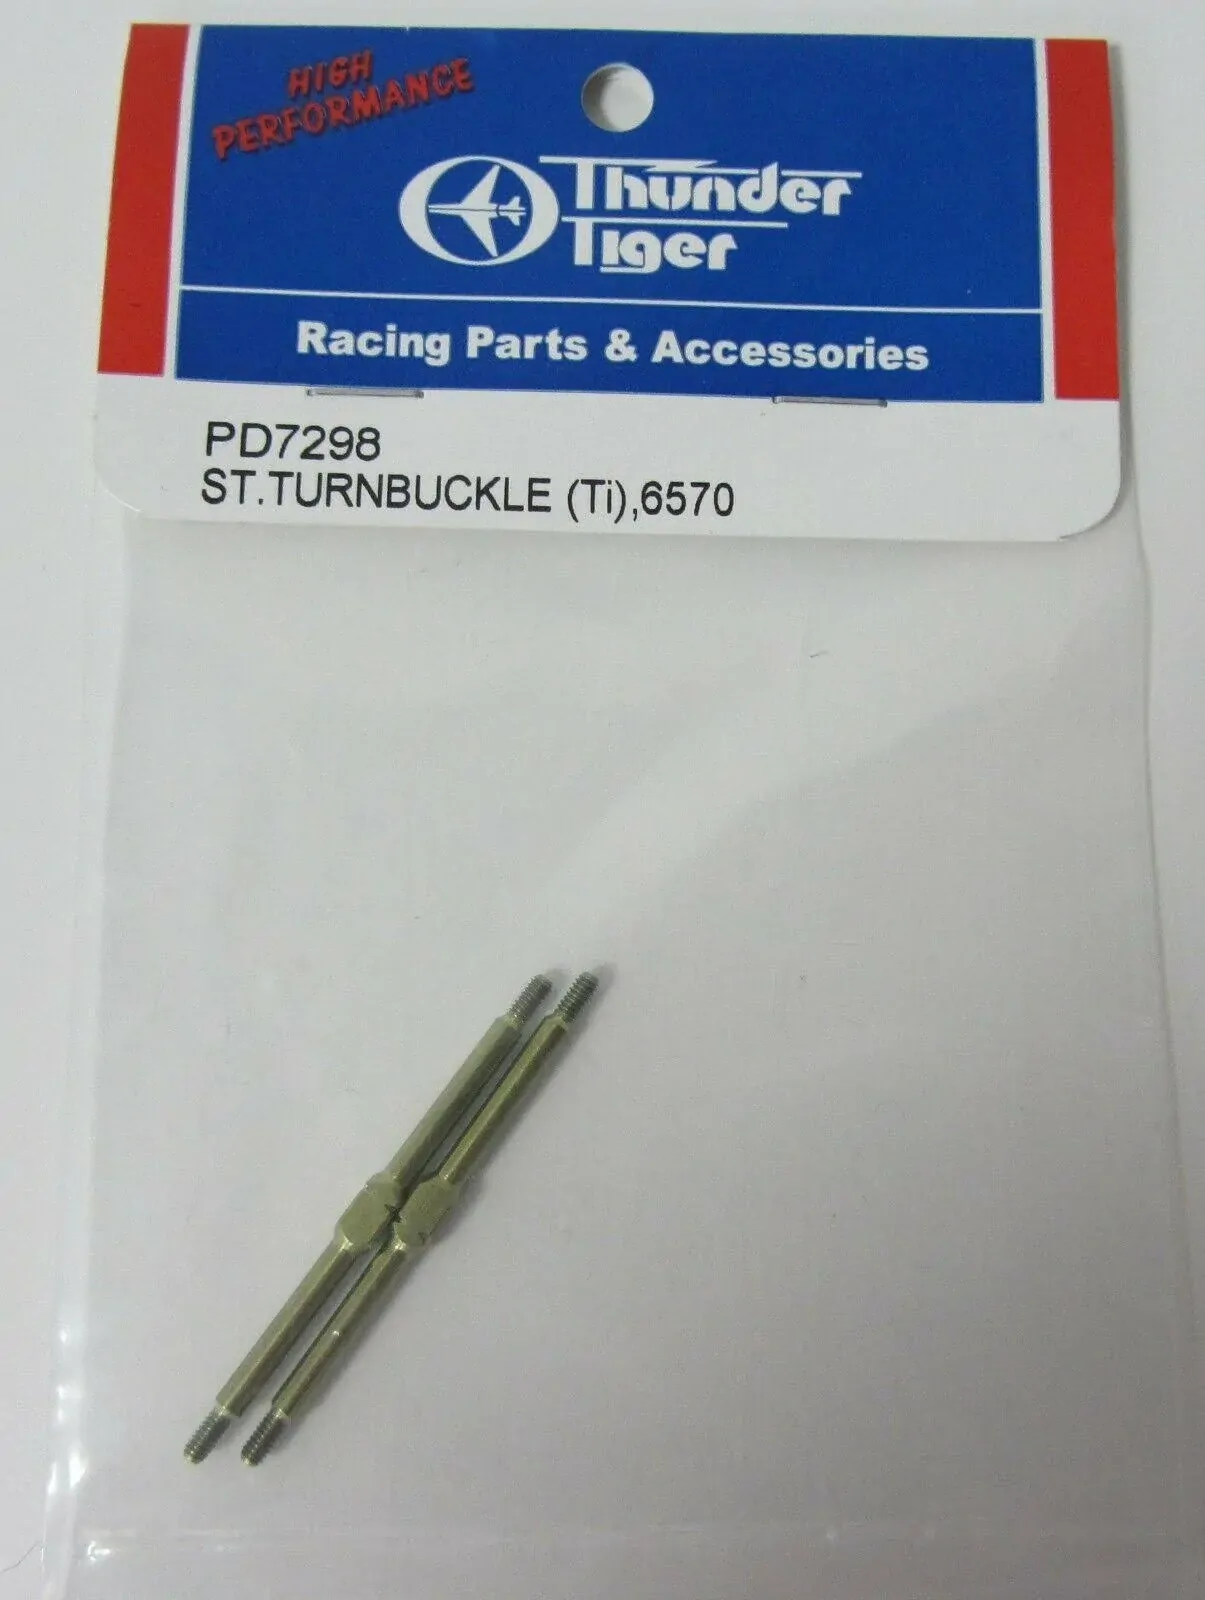 HIGH
PERFORMANCE
Thunder
Tiger
Racing Parts & Accessories
PD7298
ST.TURNBUCKLE (Ti),6570